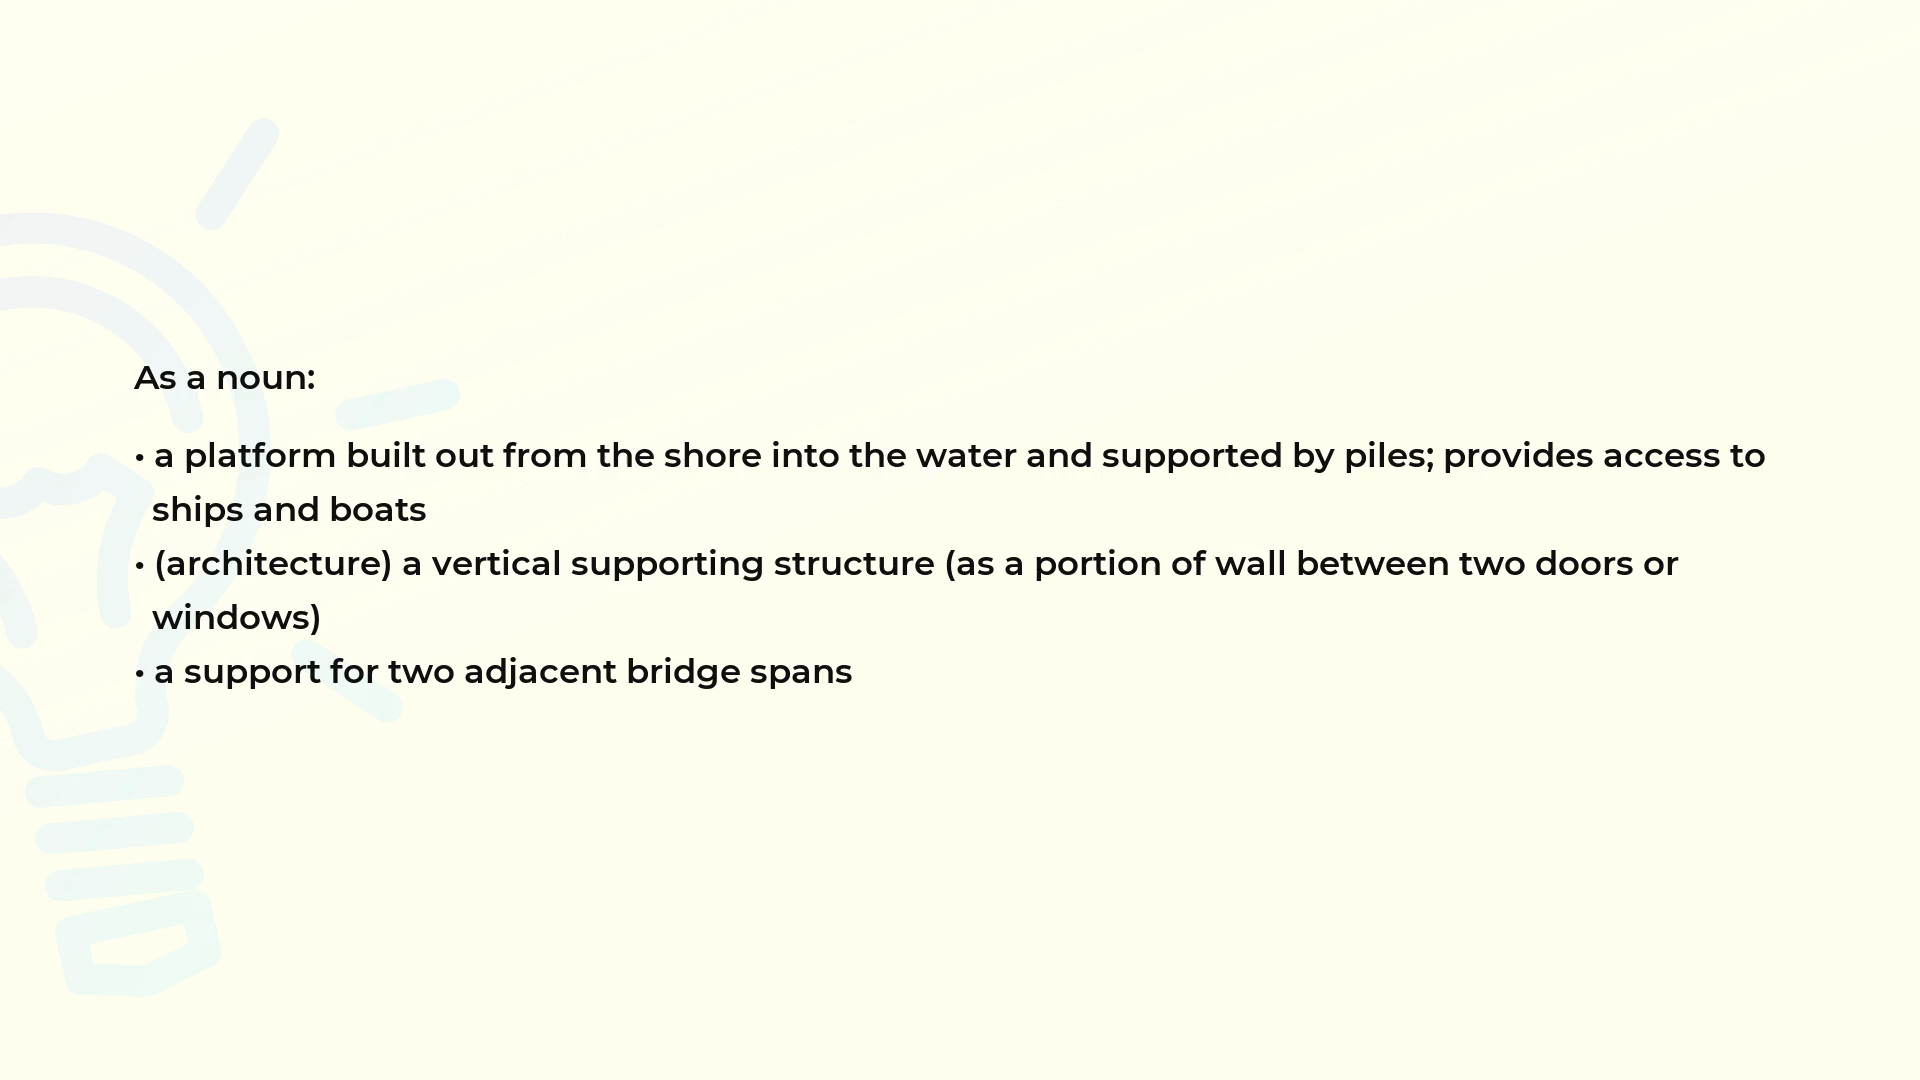 As a noun:
• a platform built out from the shore into the water and supported by piles; provides access to
ships and boats
• (architecture) a vertical supporting structure (as a portion of wall between two doors or
windows)
• a support for two adjacent bridge spans